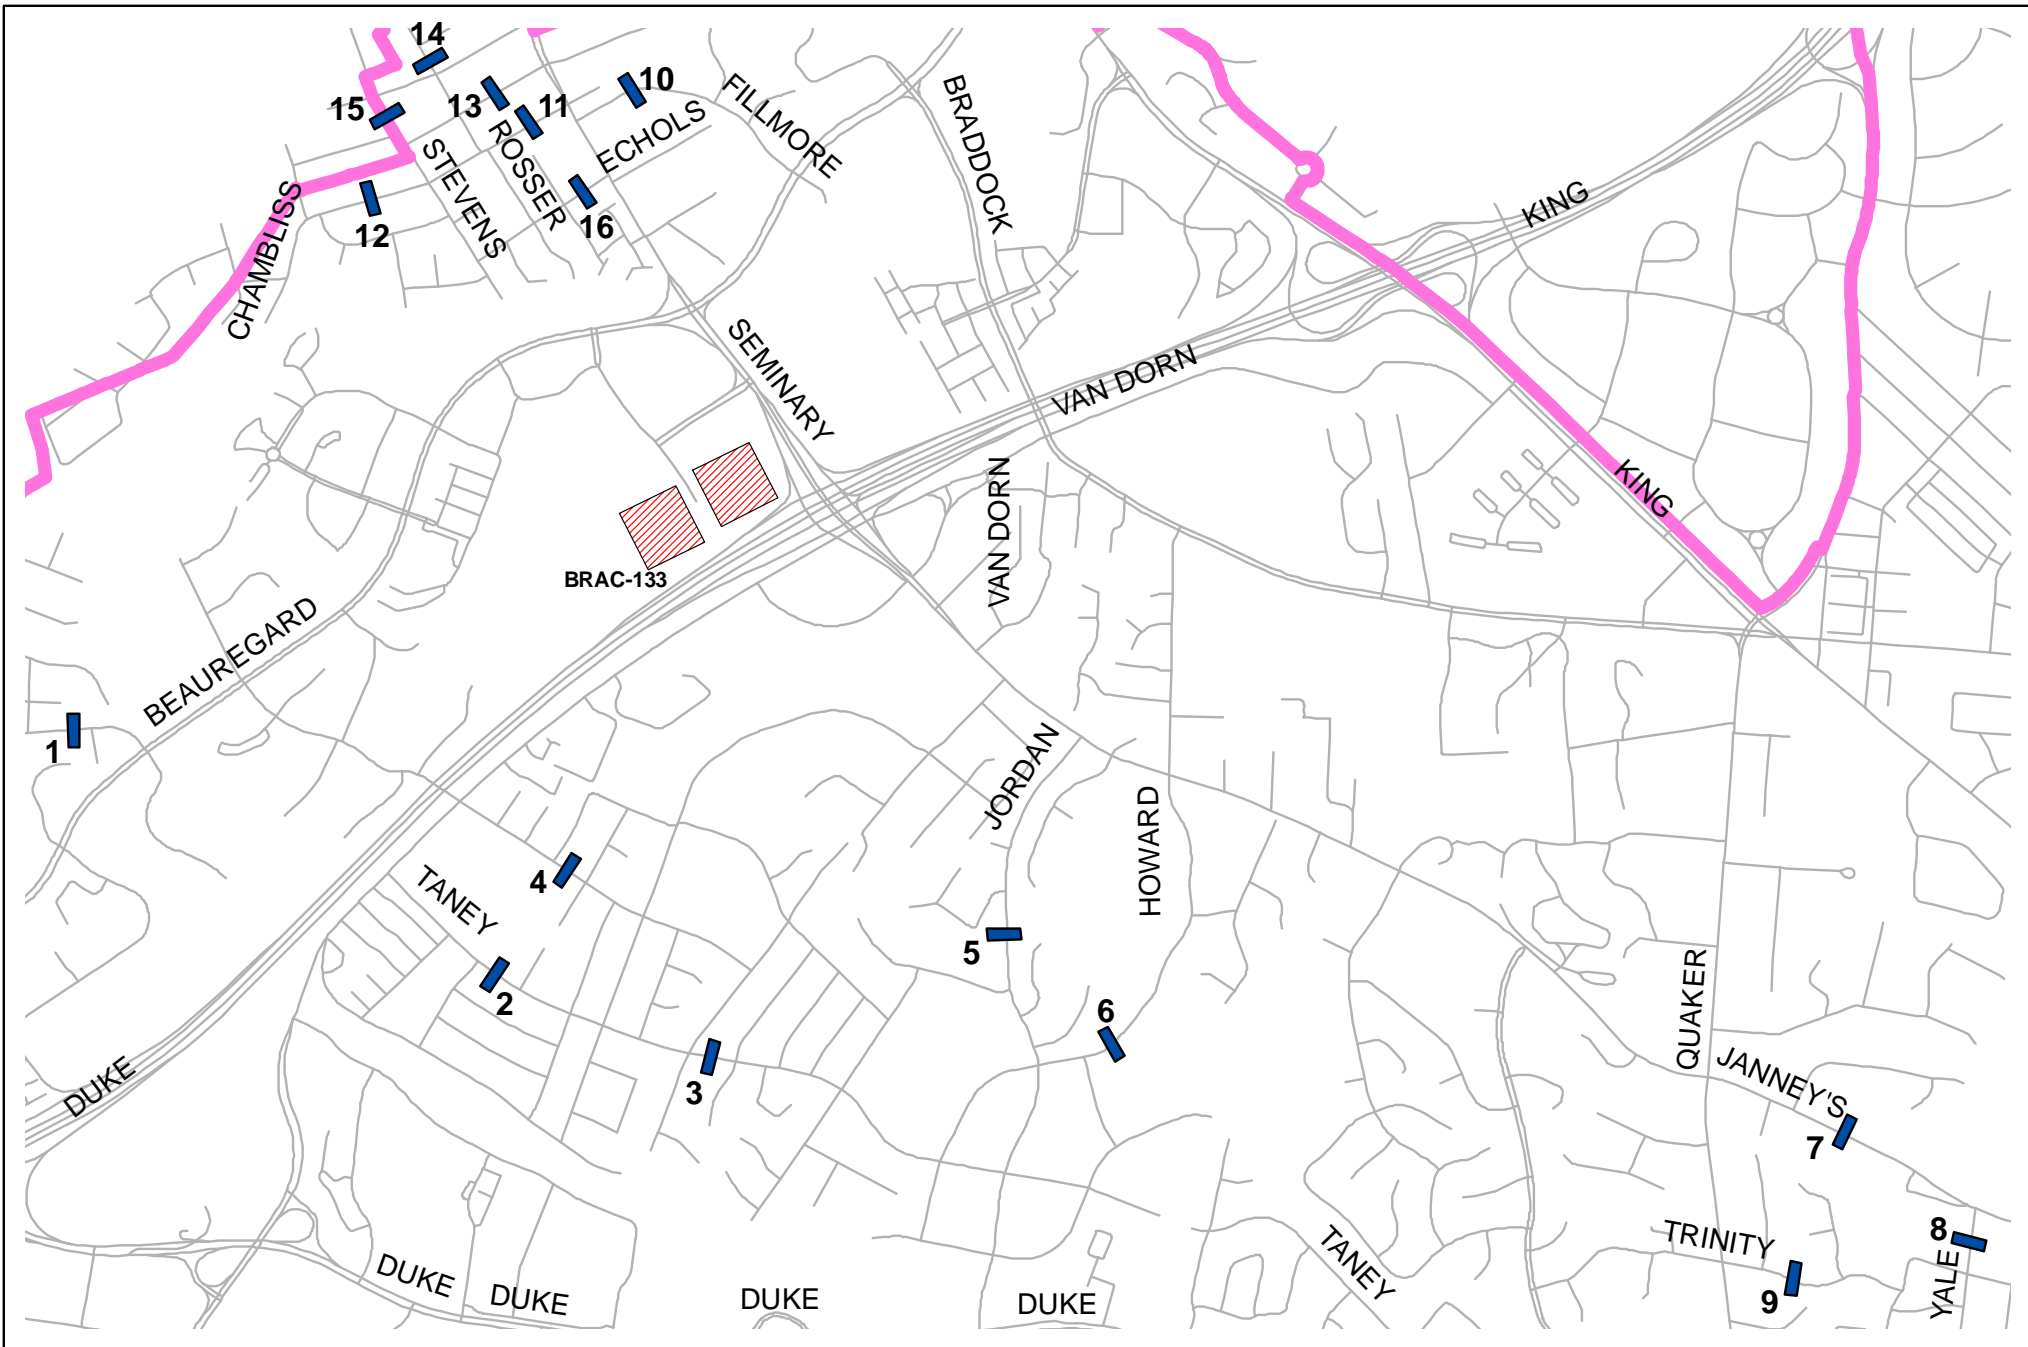 14
10
13
11
15
FILLMORE
BRADDOCK
ROSSER
ECHOLS
STEVENS
CHAMBLISS
12
16
KING
SEMINARY
VAN DORN
KING
VAN DORN
BRAC-133
BEAUREGARD
1
JORDAN
HOWARD
4
TANEY
5
2
6
QUAKER
3
DUKE
JANNEY'S
7
TRINITY
8
YALE
9
TANEY
DUKE
DUKE
DUKE
DUKE